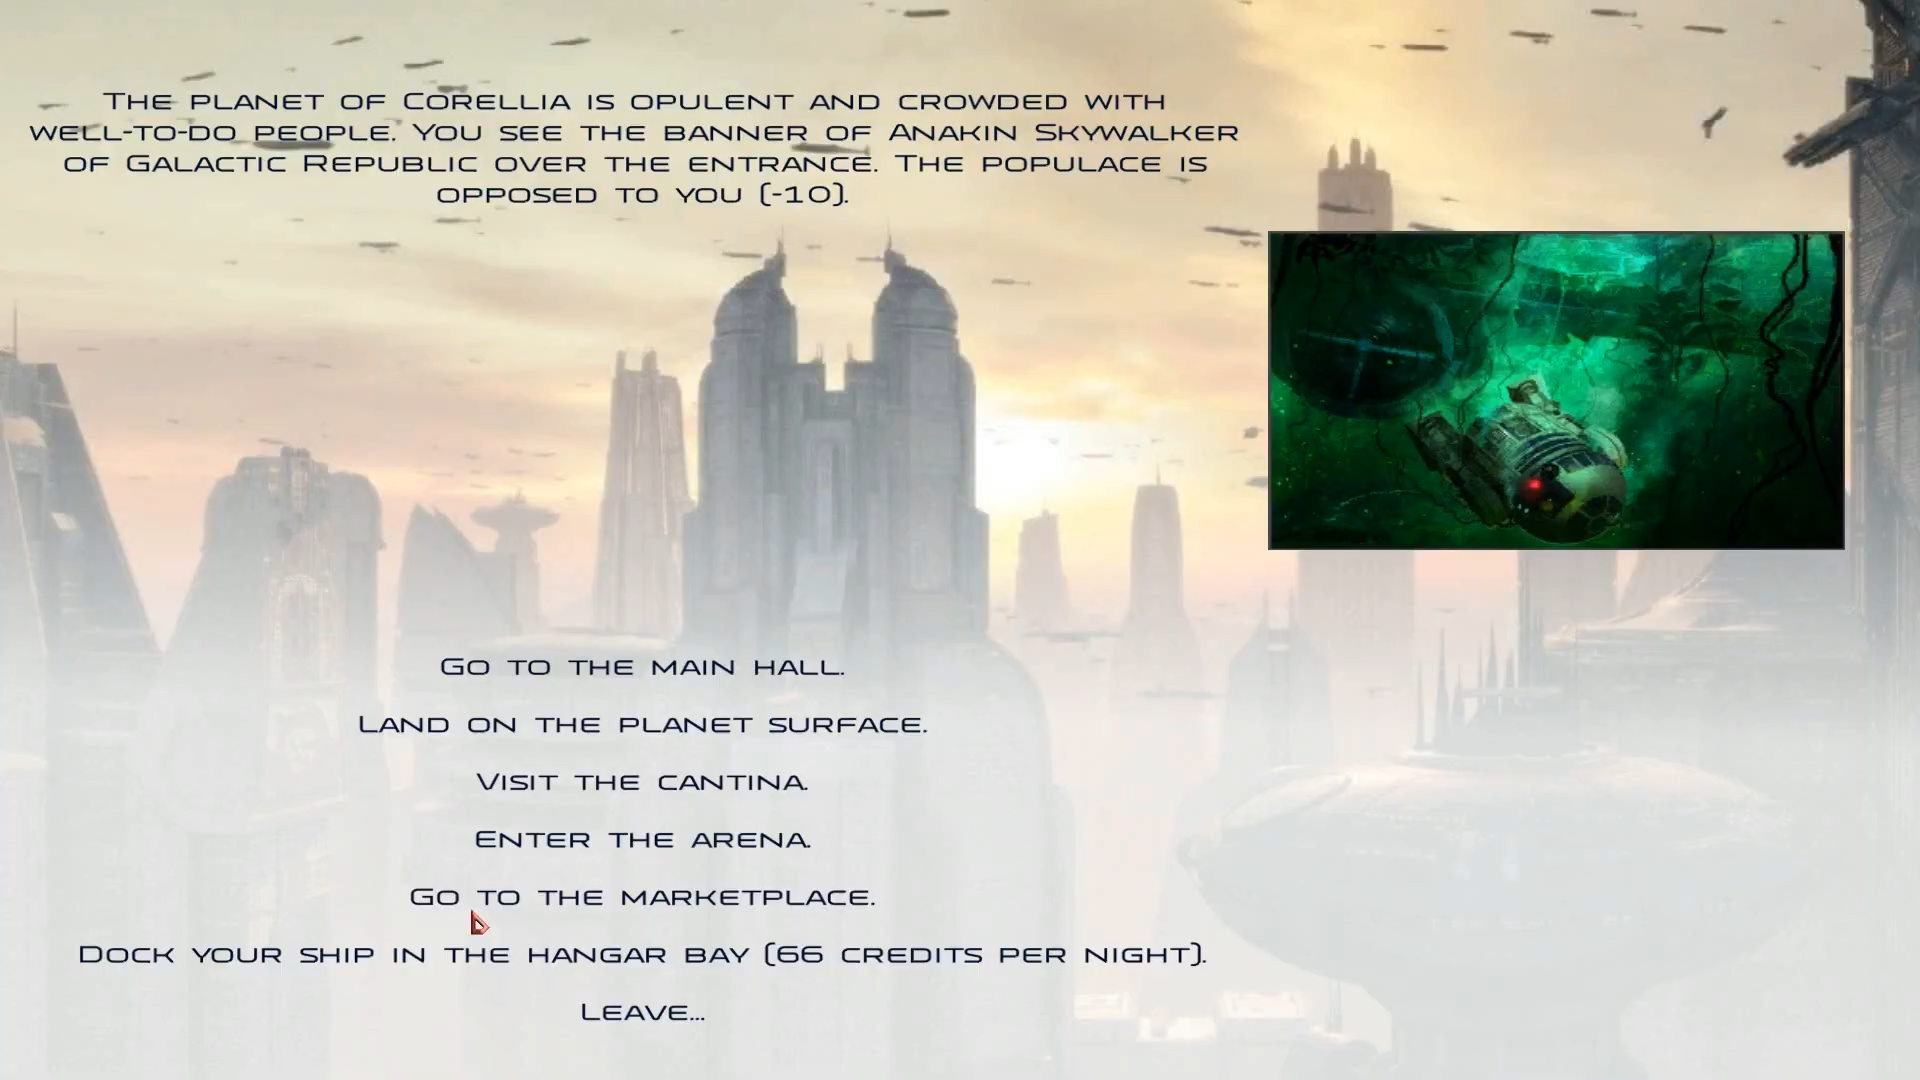 The planet of Corellia is opulent and crowded with
well-to-do people. You see the banner of Anakin Skywalker
of Galactic Republic over the entrance. The populace is
opposed to you (-10).
Go to the main hall.
Land on the planet surface.
Visit the cantina.
Enter the arena.
Go to the marketplace.
Dock your ship in the hangar bay (66 credits per night).
Leave...